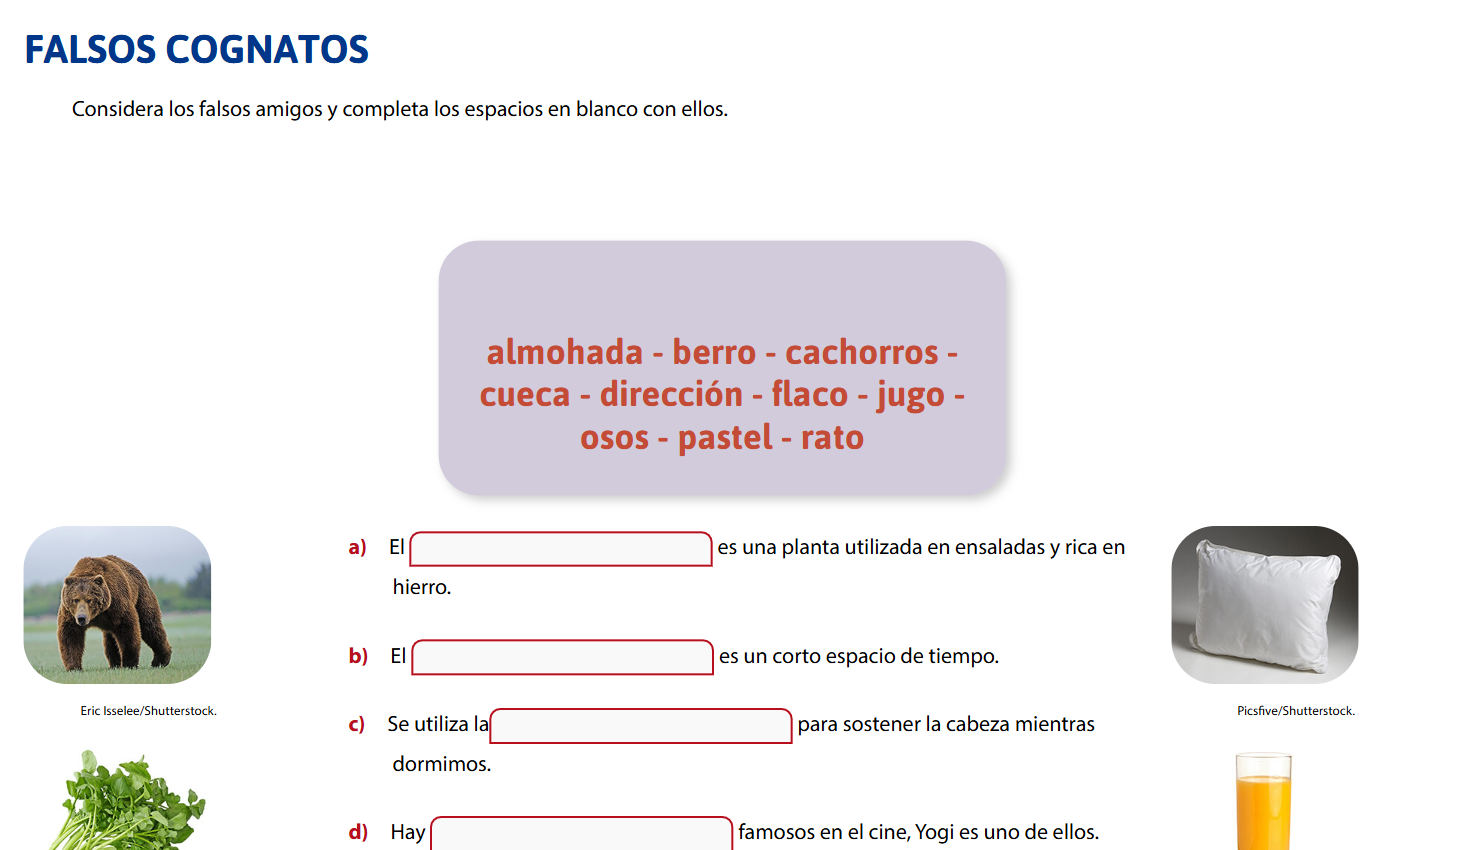 FALSOS COGNATOS
Considera los falsos amigos y completa los espacios en blanco con ellos.
almohada - berro - cachorros -
cueca - dirección - flaco - jugo -
osos - pastel - rato
a) El es una planta utilizada en ensaladas y rica en
hierro.
b) El es un corto espacio de tiempo.
c) Se utiliza la para sostener la cabeza mientras
dormimos.
d) Hay famosos en el cine, Yogi es uno de ellos.
Eric Isselee/Shutterstock.
Picsfive/Shutterstock.